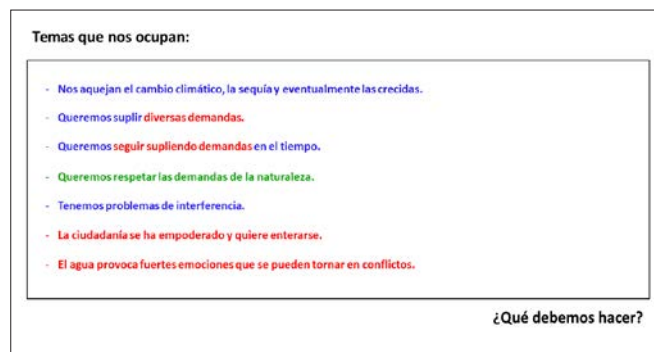 Temas que nos ocupan:
- Nos aquejan el cambio climático, la sequía y eventualmente las crecidas.
- Queremos suplir diversas demandas.
- Queremos seguir supliendo demandas en el tiempo.
- Queremos respetar las demandas de la naturaleza.
- Tenemos problemas de interferencia.
- La ciudadanía se ha empoderado y quiere enterarse.
- El agua provoca fuertes emociones que se pueden tornar en conflictos.
¿Qué debemos hacer?